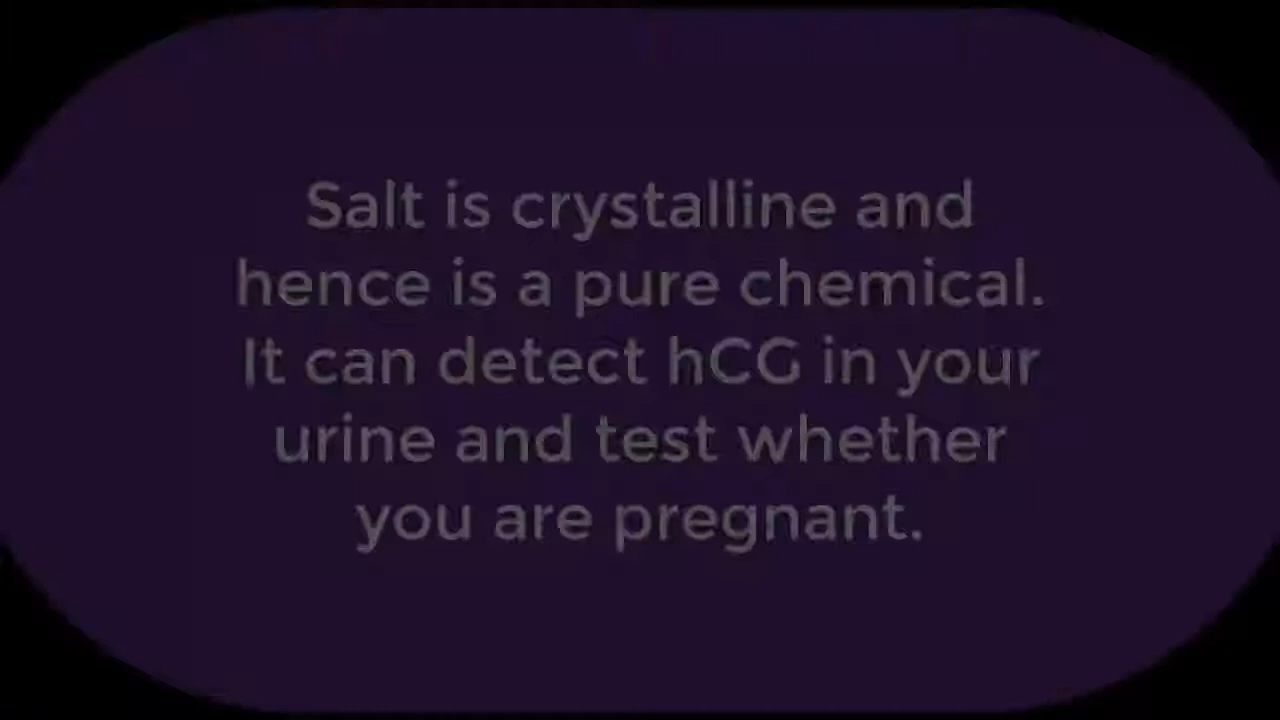 Salt is crystalline and
hence is a pure chemical.
It can detect hCG in your
urine and test whether
you are pregnant.